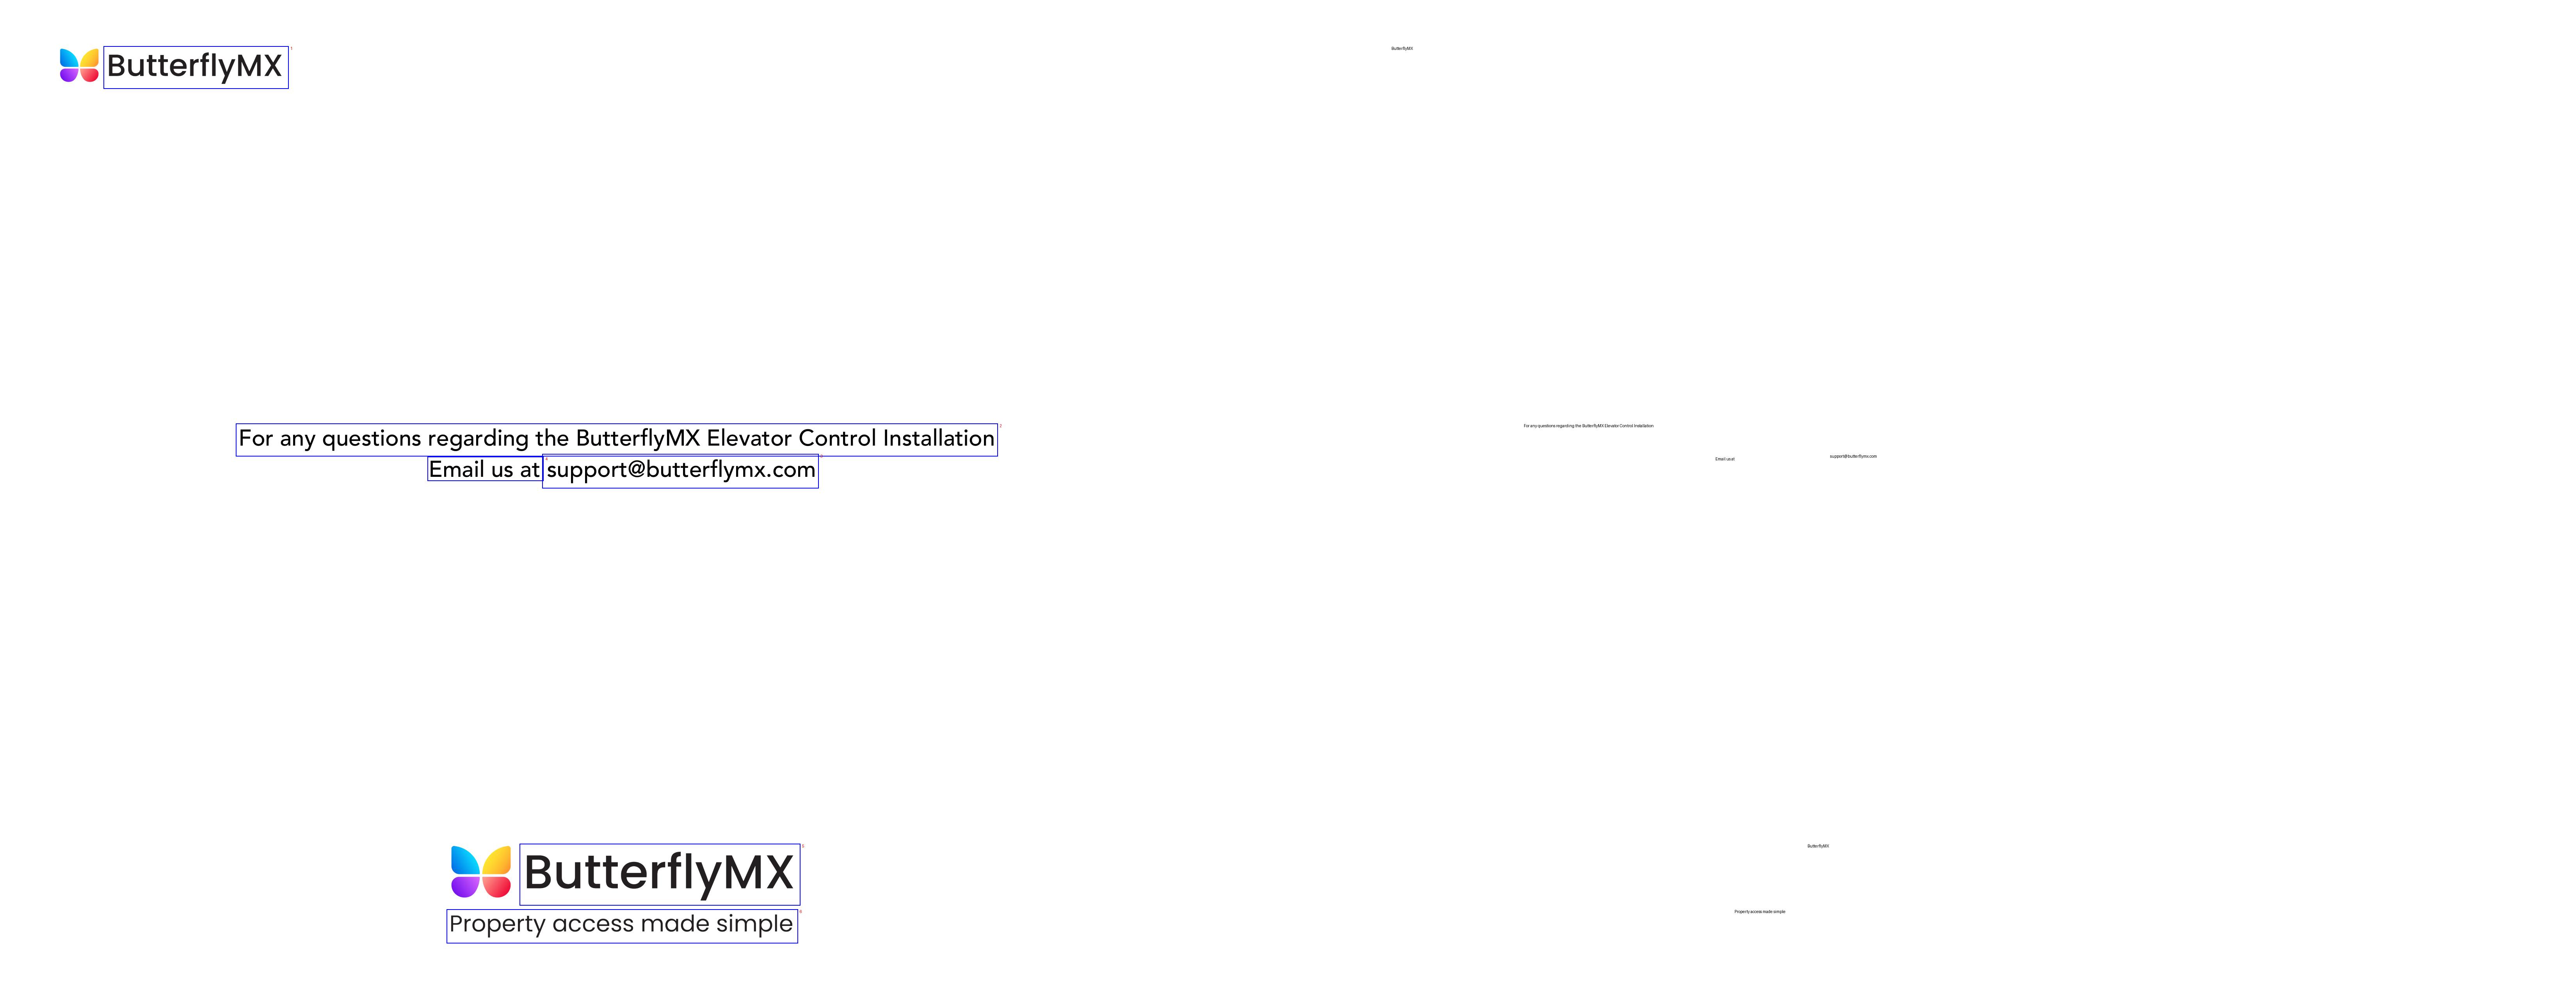 ButterflyMX
For any questions regarding the ButterflyMX Elevator Control Installation
Email us at support@butterflymx.com
ButterflyMX
Property access made simple
ButterflyMX
For any questions regarding the ButterflyMX Elevator Control Installation
Email us at
support@butterflymx.com
ButterflyMX
Property access made simple